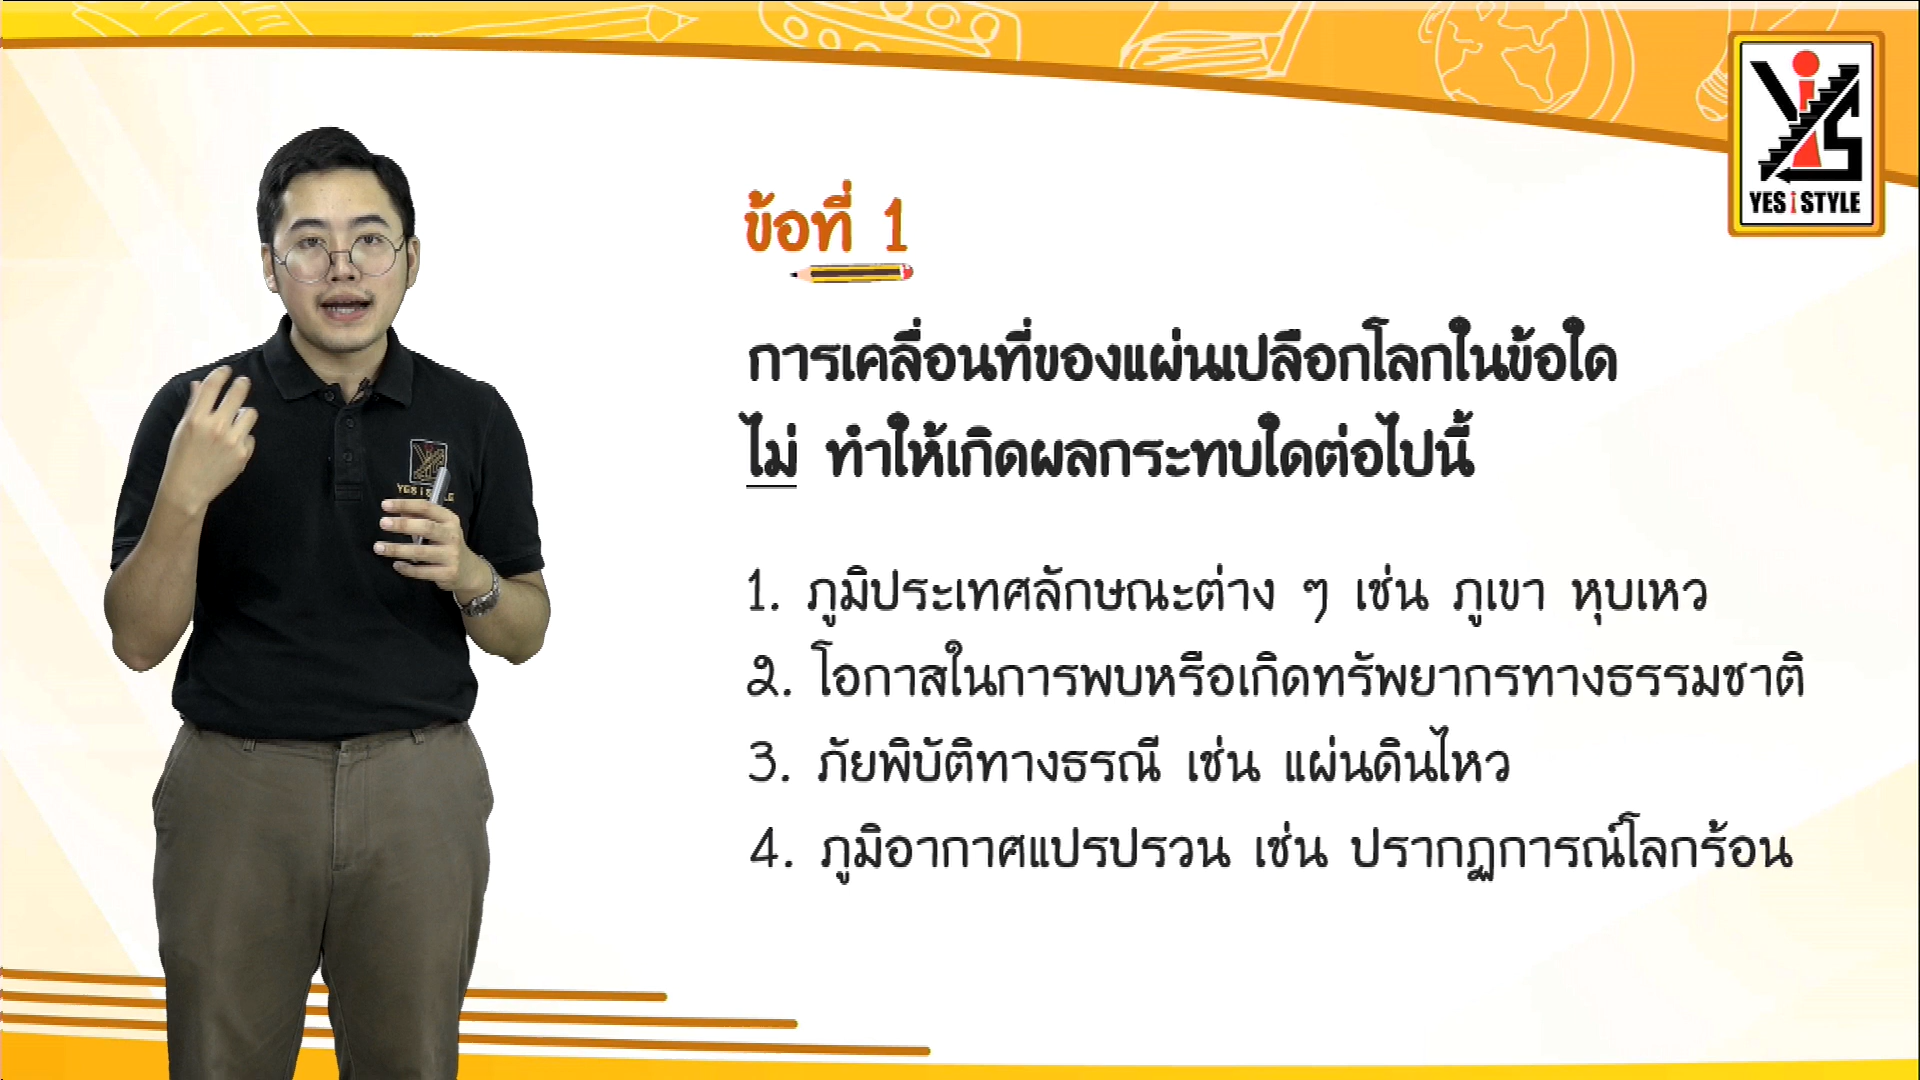 YES i STYLE
ข้อที่ 1
การเคลื่อนที่ของแผ่นเปลือกโลกในข้อใด
ไม่ ทำให้เกิดผลกระทบใดต่อไปนี้
1. ภูมิประเทศลักษณะต่าง ๆ เช่น ภูเขา หุบเหว
2. โอกาสในการพบหรือเกิดทรัพยากรทางธรรมชาติ
3. ภัยพิบัติทางธรณี เช่น แผ่นดินไหว
4. ภูมิอากาศแปรปรวน เช่น ปรากฏการณ์โลกร้อน
YES i STYLE